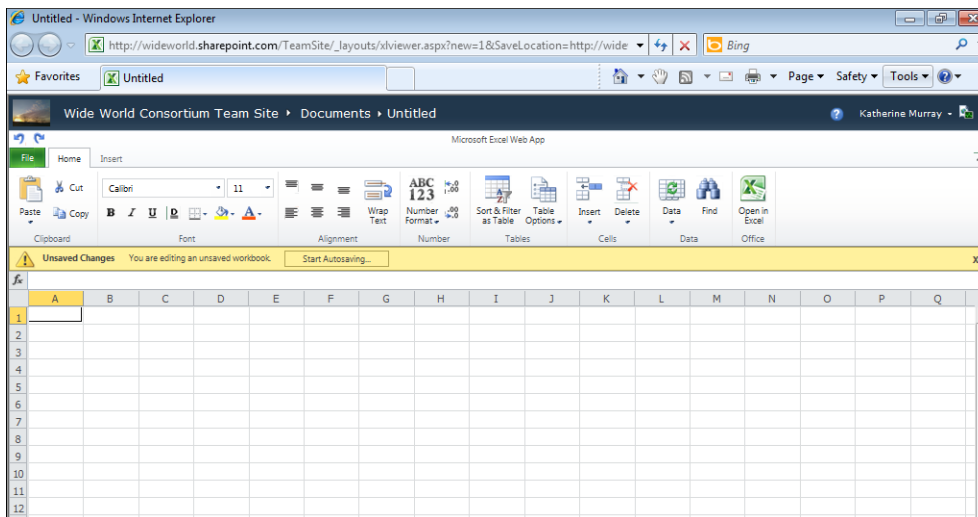 Untitled - Windows Internet Explorer
http://wideworld.sharepoint.com/TeamSite/_layouts/xlviewer.aspx?new=1&SaveLocation=http://wide
Bing
Favorites
Untitled
Page
Safety
Tools
Wide World Consortium Team Site
Documents
Untitled
Katherine Murray
Microsoft Excel Web App
File
Home
Insert
Paste
Cut
Copy
Clipboard
Calibri
11
B I U D
A
Font
Alignment
Wrap
Text
ABC
123
.00
.00
Number
Format
Number
Sort & Filter
as Table
Table
Options
Tables
Insert
Delete
Cells
Data
Find
Data
Open in
Excel
Office
Unsaved Changes
You are editing an unsaved workbook.
Start Autosaving...
x
fx
A B C D E F G H I J K L M N O P Q
1
2
3
4
5
6
7
8
9
10
11
12